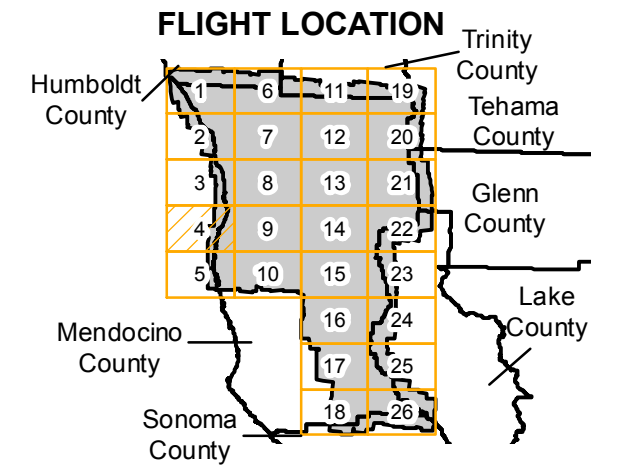 FLIGHT LOCATION
Trinity
County
Humboldt
County
1 6 11 19
Tehama
County
2 7 12 20
3 8 13 21
Glenn
County
4 9 14 22
5 10 15 23
Lake
County
16 24
Mendocino
County
17 25
18 26
Sonoma
County